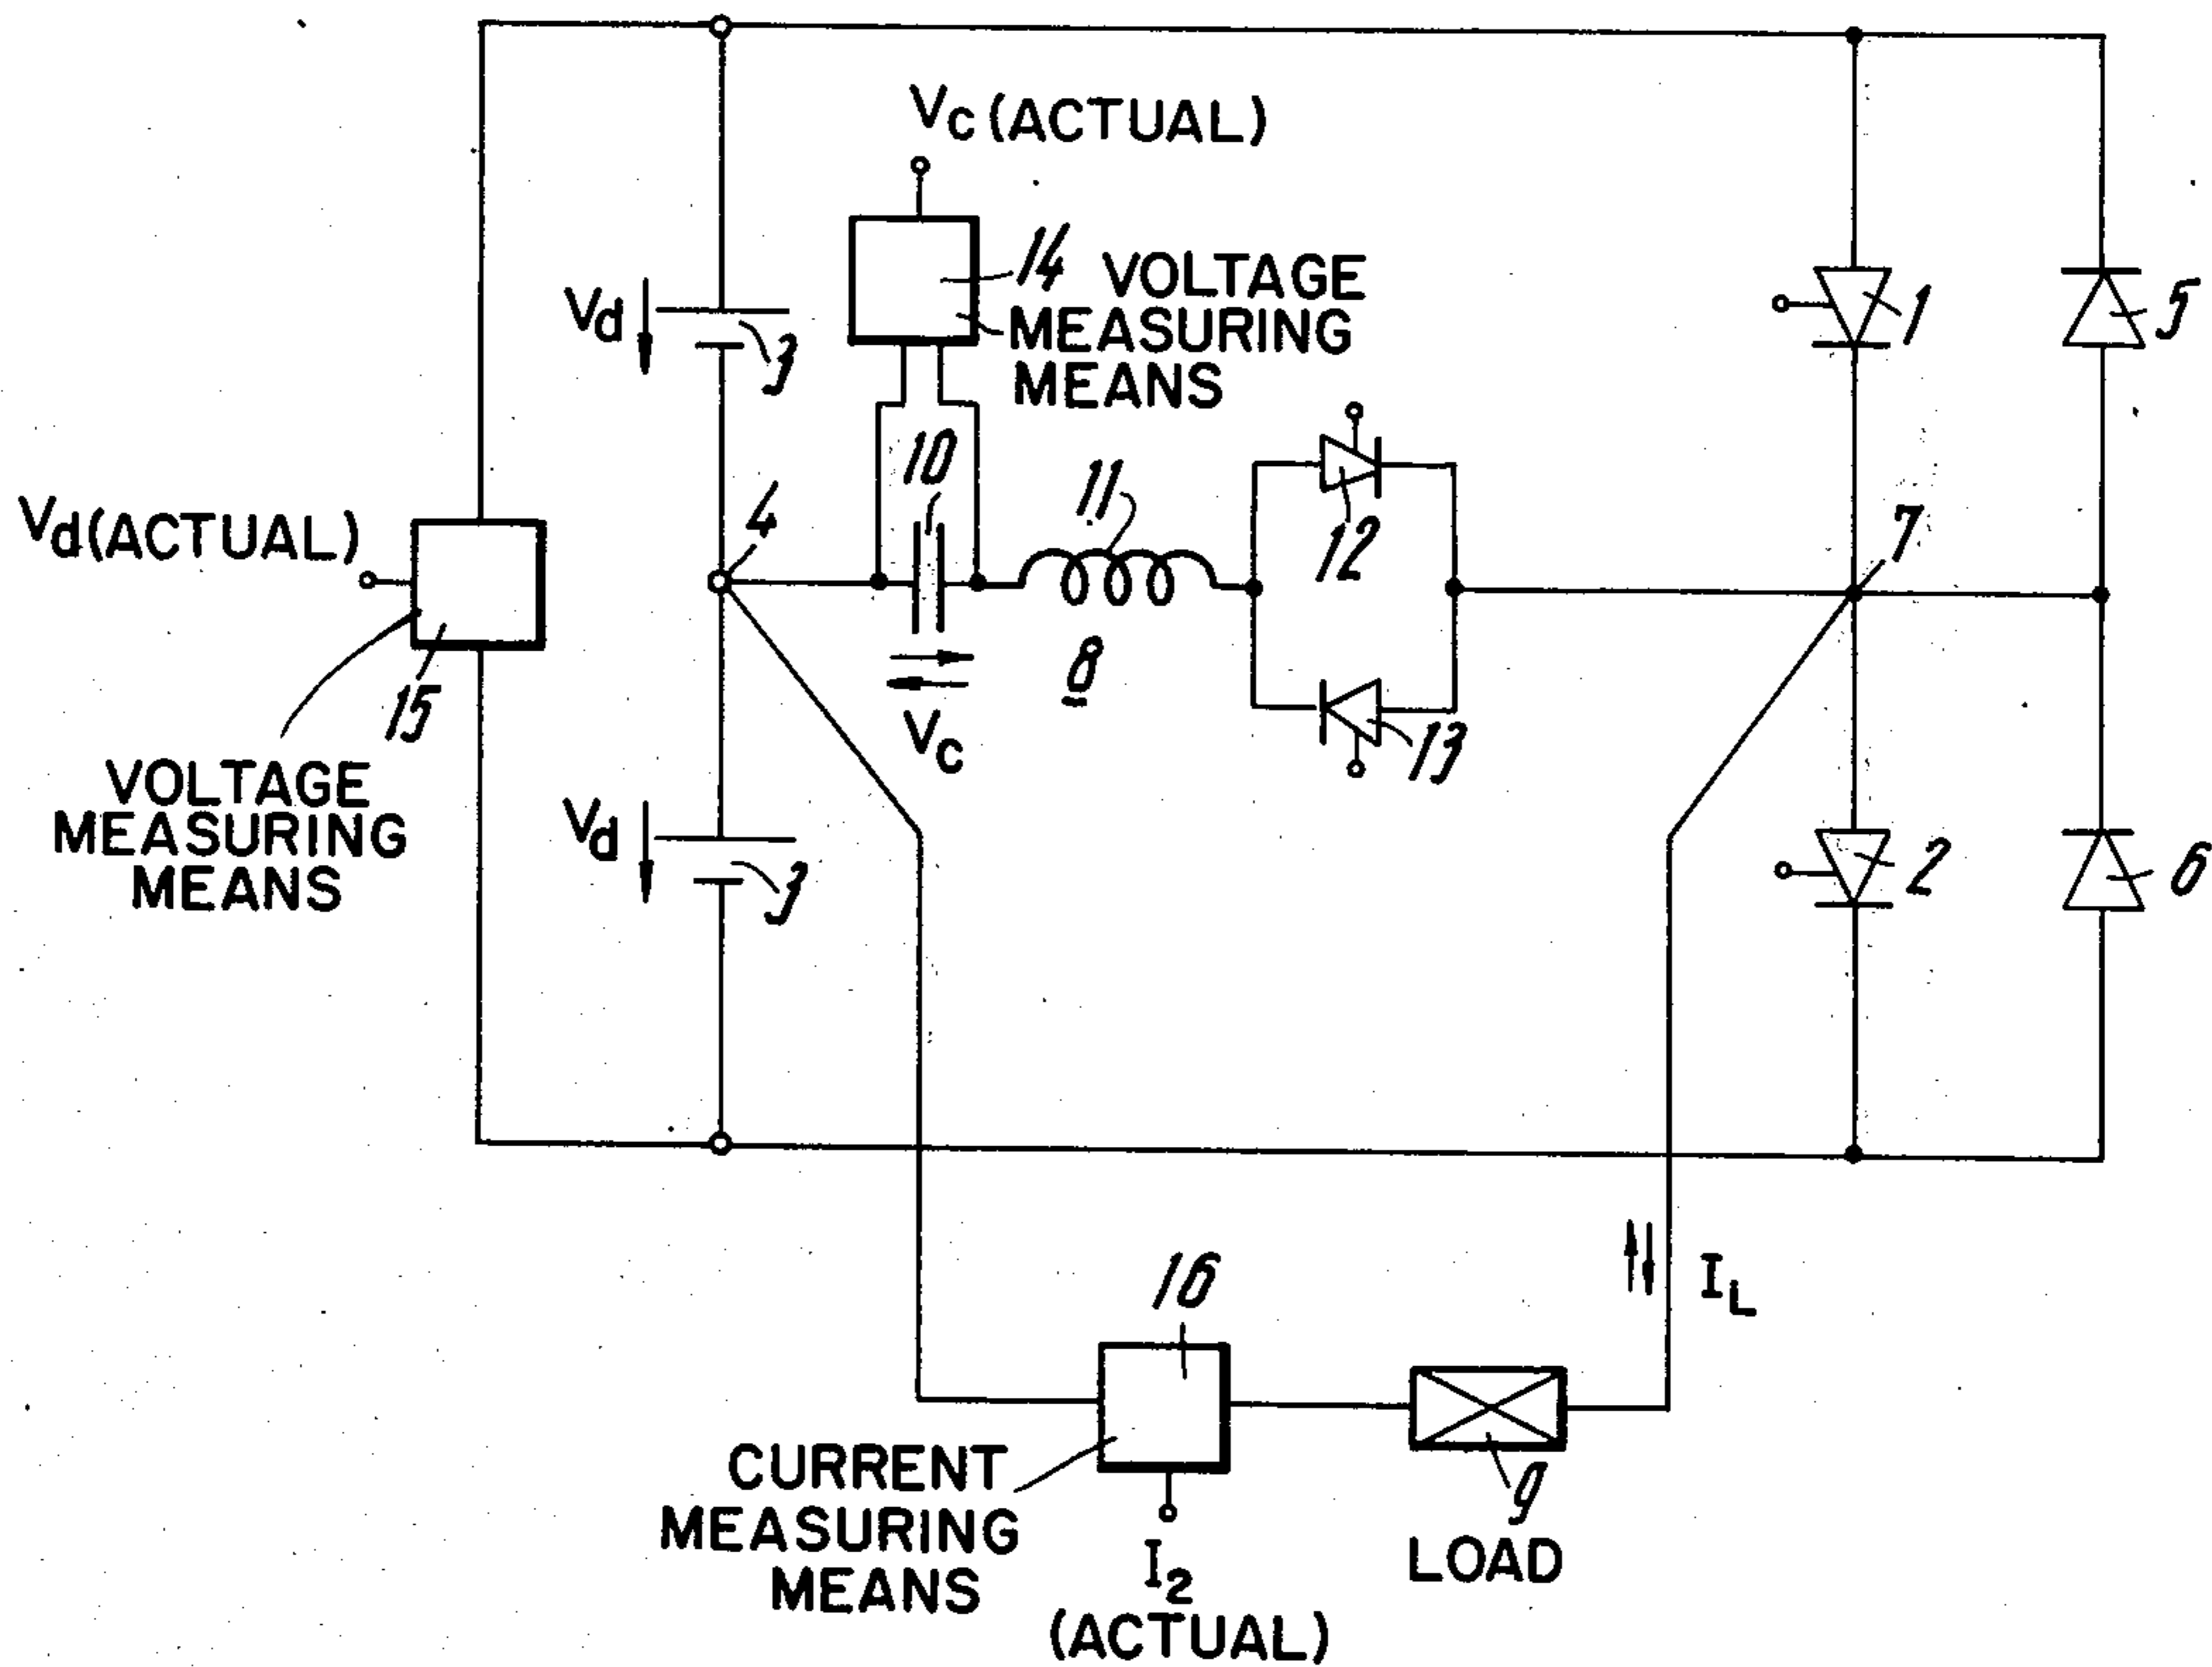 Vc (ACTUAL)
14
VOLTAGE
MEASURING
MEANS
Vd
3
1
5
10
11
12
4
7
Vd (ACTUAL)
15
VOLTAGE
MEASURING
MEANS
8
Vc
13
Vd
3
2
6
16
IL
CURRENT
MEASURING
MEANS
I2
(ACTUAL)
9
LOAD